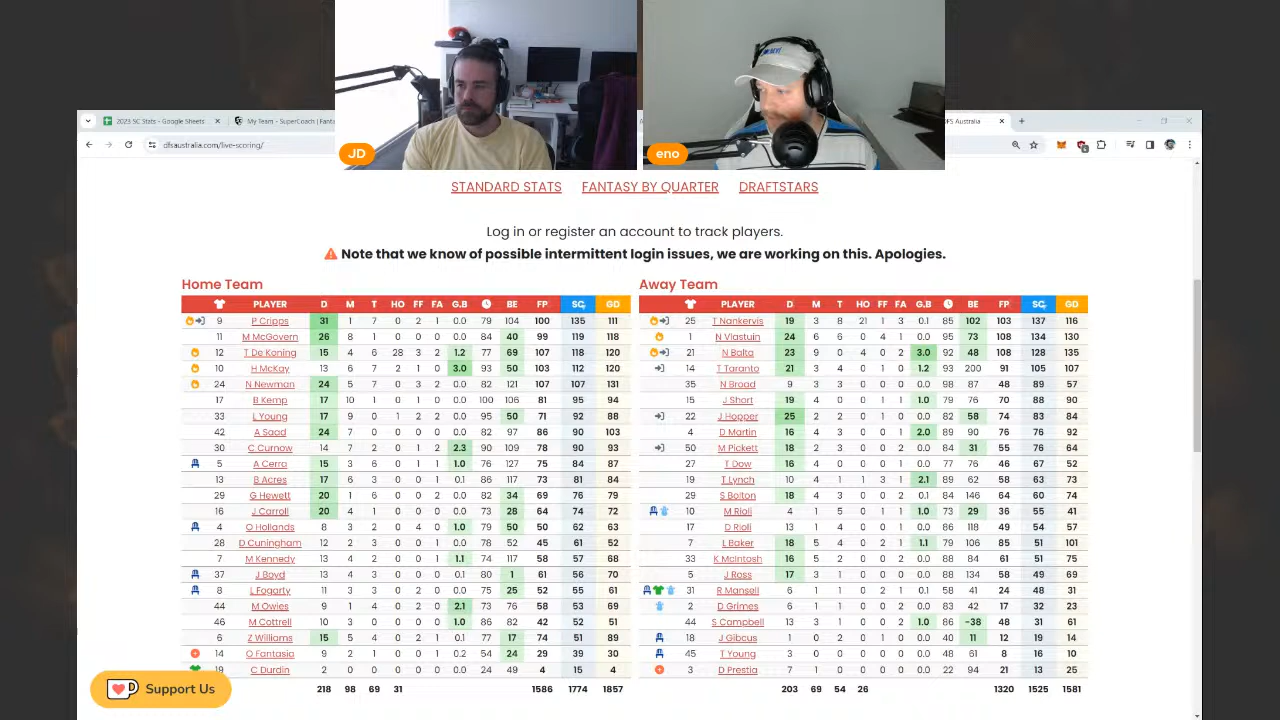 2023 SC Stats - Google Sheets × My Team - SuperCoach | Fanta DFS Australia × +
dfsaustralia.com/live-scoring/
JD
eno
STANDARD STATS FANTASY BY QUARTER DRAFTSTARS
Log in or register an account to track players.
Note that we know of possible intermittent login issues, we are working on this. Apologies.
Home Team
PLAYER D M T HO FF FA G.B BE FP SC GD
9 P Cripps 31 1 7 0 2 1 0.0 79 104 100 135 111
11 M McGovern 26 8 1 0 0 0 0.0 84 40 99 119 118
12 T De Koning 15 4 6 28 3 2 1.2 77 69 107 118 120
10 H McKay 13 6 7 2 1 0 3.0 93 50 103 112 120
24 N Newman 24 5 7 0 3 2 0.0 82 121 107 107 131
17 B Kemp 17 10 1 0 1 0 0.0 100 106 81 95 94
33 L Young 17 9 0 1 2 2 0.0 95 50 71 92 88
42 A Saad 24 7 0 0 0 0 0.0 82 97 86 90 103
30 C Curnow 14 7 2 0 1 2 2.3 90 109 78 90 93
5 A Cerra 15 3 6 0 1 1 1.0 76 127 75 84 87
13 B Acres 17 6 3 0 0 1 0.1 86 117 73 81 84
29 G Hewett 20 1 6 0 2 2 0.0 82 34 69 76 79
16 J Carroll 20 4 1 0 0 0 0.0 73 28 64 74 72
4 O Hollands 8 3 2 0 4 0 1.0 79 50 50 62 63
28 D Cuningham 12 2 3 0 0 1 0.0 78 52 45 61 52
7 M Kennedy 13 4 2 0 0 1 1.1 74 117 58 57 68
37 J Boyd 13 4 3 0 0 0 0.1 80 1 61 56 70
8 L Fogarty 11 3 3 0 2 0 0.0 75 25 52 55 61
44 M Owies 9 1 4 0 0 2 2.1 73 76 58 53 69
46 M Cottrell 10 3 0 0 0 0 1.0 86 82 42 52 51
6 Z Williams 15 5 4 0 2 1 0.1 77 17 74 51 89
14 O Fantasia 9 2 1 0 0 1 0.2 54 24 29 39 30
19 C Durdin 2 0 0 0 0 0 0.0 24 49 4 15 4
218 98 69 31 1586 1774 1857
Away Team
PLAYER D M T HO FF FA G.B BE FP SC GD
25 T Nankervis 19 3 8 21 1 3 0.1 85 102 103 137 116
1 N Vlastuin 24 6 6 0 4 1 0.0 95 73 108 134 130
21 N Balta 23 9 0 4 0 2 3.0 92 48 108 128 135
14 T Taranto 21 3 4 0 1 0 1.2 93 200 91 105 107
35 N Broad 9 3 3 0 0 0 0.0 98 87 48 89 57
15 J Short 19 4 0 0 1 1 1.0 79 76 70 88 90
22 J Hopper 25 2 2 0 1 0 0.0 82 58 74 83 84
4 D Martin 16 4 3 0 0 1 2.0 89 90 76 76 92
50 M Pickett 18 2 3 0 0 2 0.0 84 31 55 76 64
27 T Dow 16 4 0 0 0 1 0.0 77 76 46 67 52
19 T Lynch 10 4 1 1 3 1 2.1 89 62 58 63 73
29 S Bolton 18 4 3 0 0 2 0.1 84 146 64 60 74
10 M Rioli 4 1 5 0 1 1 1.0 73 29 36 55 41
17 D Rioli 13 1 4 0 0 1 0.0 86 118 49 54 57
7 L Baker 18 5 4 0 2 1 1.1 79 106 85 51 101
33 K McIntosh 16 5 2 0 0 2 0.0 88 84 61 51 75
5 J Ross 17 3 1 0 0 0 0.0 88 134 58 49 69
31 R Mansell 6 1 1 0 2 1 0.1 58 41 24 48 31
2 D Grimes 6 1 1 0 0 2 0.0 83 42 17 32 23
44 S Campbell 13 3 1 0 0 2 1.0 86 -38 48 31 61
18 J Gibcus 1 0 2 0 1 0 0.0 40 11 12 19 14
45 T Young 3 0 0 0 0 0 0.0 48 61 8 16 10
3 D Prestia 7 1 0 0 0 0 0.0 22 94 21 13 25
203 69 54 26 1320 1525 1581
Support Us